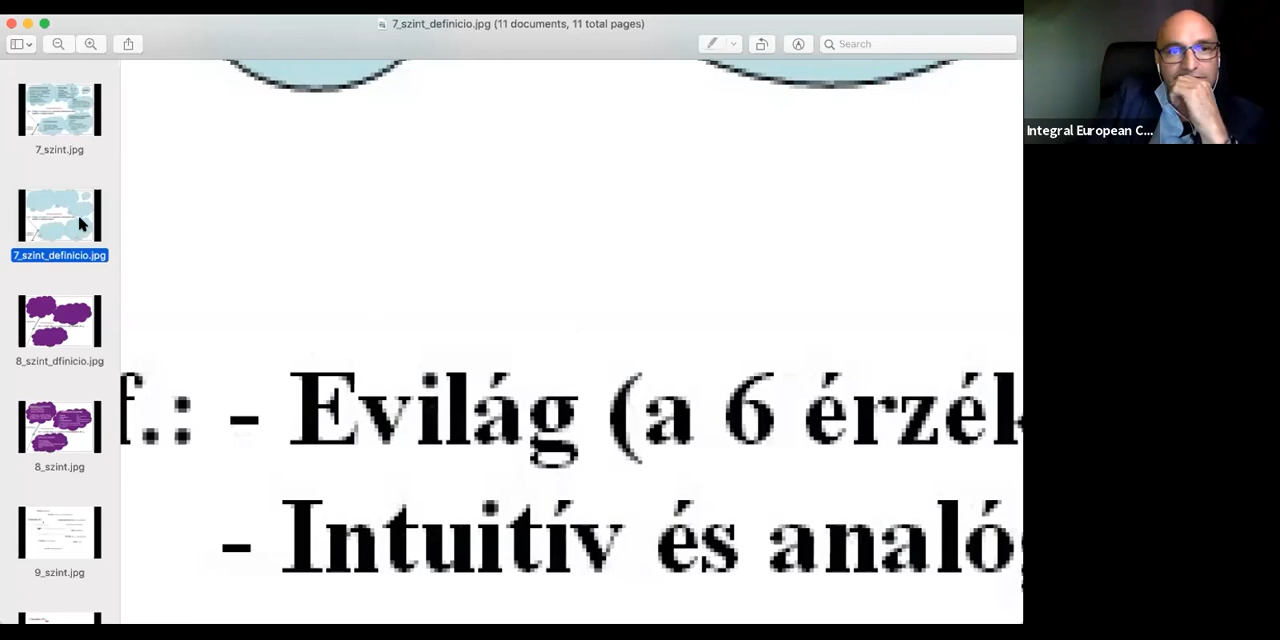 7_szint_definicio.jpg (11 documents, 11 total pages)
Search
7_szint.jpg
7_szint_definicio.jpg
8_szint_dfinicio.jpg
8_szint.jpg
9_szint.jpg
f.: - Evilág (a 6 érzék
- Intuitív és analó
Integral European C...